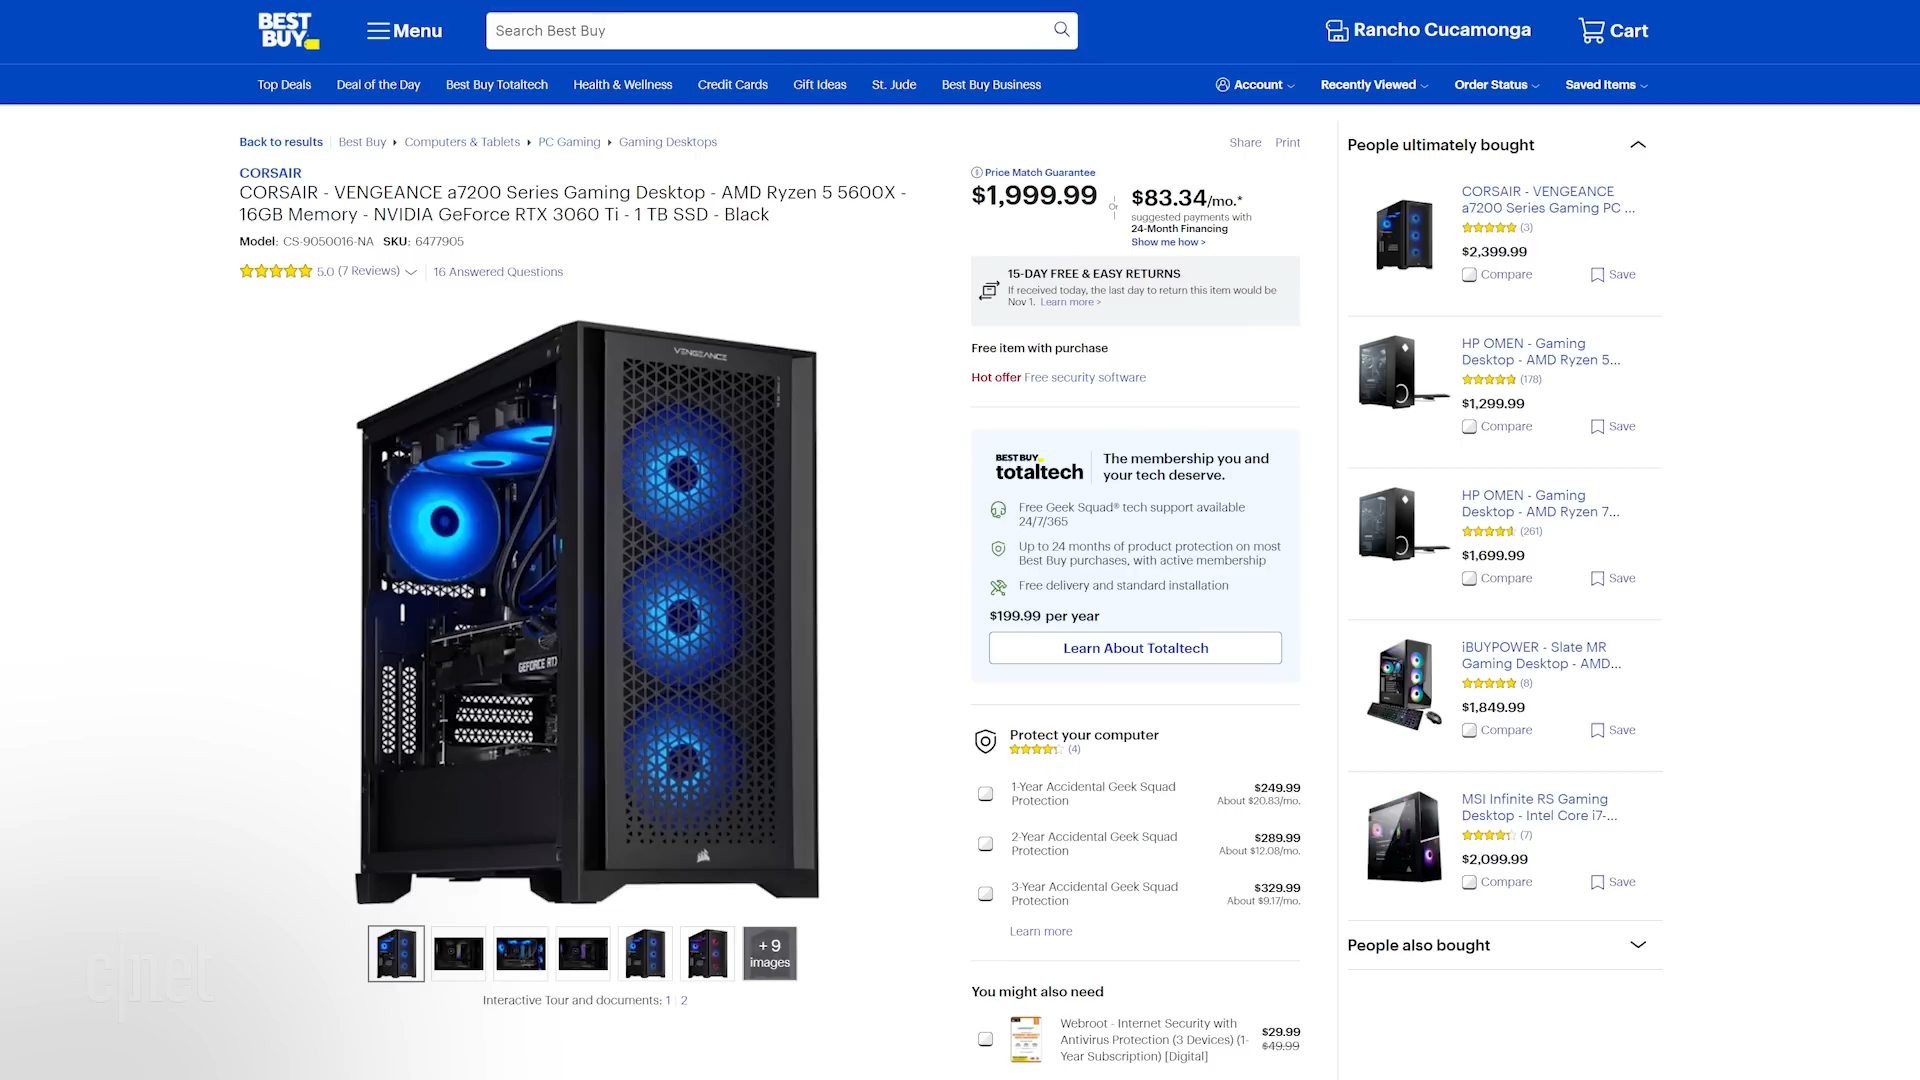 BEST BUY
Menu
Search Best Buy
Rancho Cucamonga
Cart
Top Deals
Deal of the Day
Best Buy Totaltech
Health & Wellness
Credit Cards
Gift Ideas
St. Jude
Best Buy Business
Account
Recently Viewed
Order Status
Saved Items
Back to results
Best Buy
Computers & Tablets
PC Gaming
Gaming Desktops
Share
Print
CORSAIR
CORSAIR - VENGEANCE a7200 Series Gaming Desktop - AMD Ryzen 5 5600X -
16GB Memory - NVIDIA GeForce RTX 3060 Ti - 1 TB SSD - Black
Model: CS-9050016-NA SKU: 6477905
5.0 (7 Reviews)
16 Answered Questions
VENGEANCE
GEFORCE RTX
+ 9
images
Interactive Tour and documents: 1 | 2
cnet
Price Match Guarantee
$1,999.99
Or
$83.34/mo.*
suggested payments with
24-Month Financing
Show me how >
15-DAY FREE & EASY RETURNS
If received today, the last day to return this item would be
Nov 1. Learn more >
Free item with purchase
Hot offer Free security software
BEST BUY
totaltech
The membership you and
your tech deserve.
Free Geek Squad® tech support available
24/7/365
Up to 24 months of product protection on most
Best Buy purchases, with active membership
Free delivery and standard installation
$199.99 per year
Learn About Totaltech
Protect your computer
(4)
1-Year Accidental Geek Squad
Protection
$249.99
About $20.83/mo.
2-Year Accidental Geek Squad
Protection
$289.99
About $12.08/mo.
3-Year Accidental Geek Squad
Protection
$329.99
About $9.17/mo.
Learn more
You might also need
Webroot - Internet Security with
Antivirus Protection (3 Devices) (1-
Year Subscription) [Digital]
$29.99
$49.99
People ultimately bought
CORSAIR - VENGEANCE
a7200 Series Gaming PC ...
(3)
$2,399.99
Compare
Save
HP OMEN - Gaming
Desktop - AMD Ryzen 5...
(178)
$1,299.99
Compare
Save
HP OMEN - Gaming
Desktop - AMD Ryzen 7...
(261)
$1,699.99
Compare
Save
iBUYPOWER - Slate MR
Gaming Desktop - AMD...
(8)
$1,849.99
Compare
Save
MSI Infinite RS Gaming
Desktop - Intel Core i7-...
(7)
$2,099.99
Compare
Save
People also bought